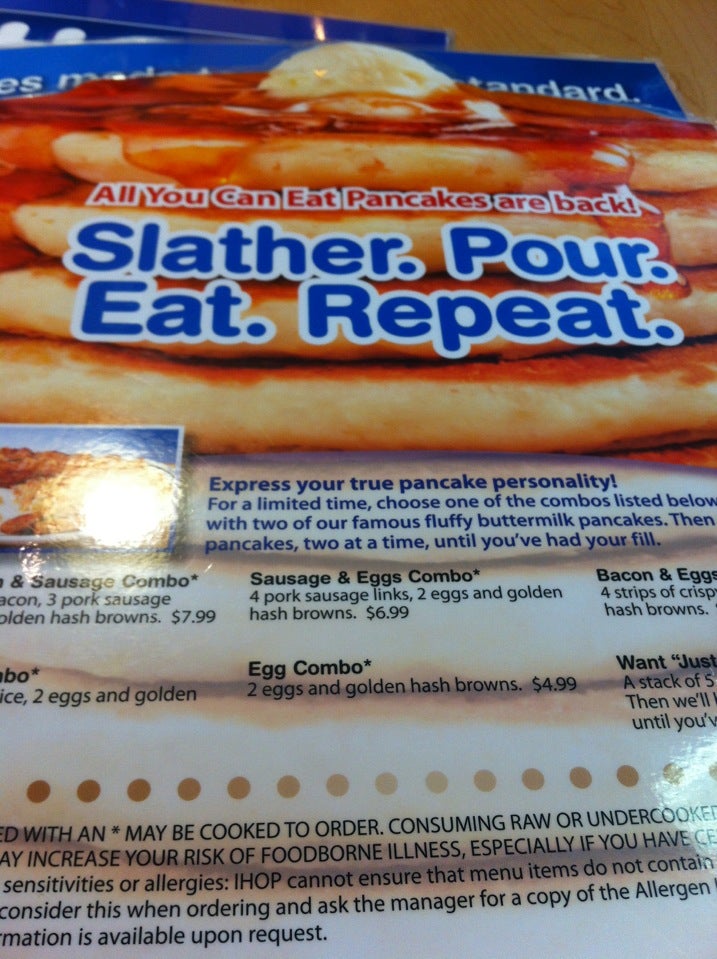 es made
standard.
All You Can Eat Pancakes are back!
Slather. Pour.
Eat. Repeat.
Express your true pancake personality!
For a limited time, choose one of the combos listed below
with two of our famous fluffy buttermilk pancakes. Then
pancakes, two at a time, until you've had your fill.
& Sausage Combo*
acon, 3 pork sausage
olden hash browns. $7.99
Sausage & Eggs Combo*
4 pork sausage links, 2 eggs and golden
hash browns. $6.99
Bacon & Eggs
4 strips of crisp
hash browns.
mbo*
ice, 2 eggs and golden
Egg Combo*
2 eggs and golden hash browns. $4.99
Want "Just
A stack of 5
Then we'll
until you'v
ED WITH AN * MAY BE COOKED TO ORDER. CONSUMING RAW OR UNDERCOOKED
AY INCREASE YOUR RISK OF FOODBORNE ILLNESS, ESPECIALLY IF YOU HAVE CE
sensitivities or allergies: IHOP cannot ensure that menu items do not contain
consider this when ordering and ask the manager for a copy of the Allergen
rmation is available upon request.